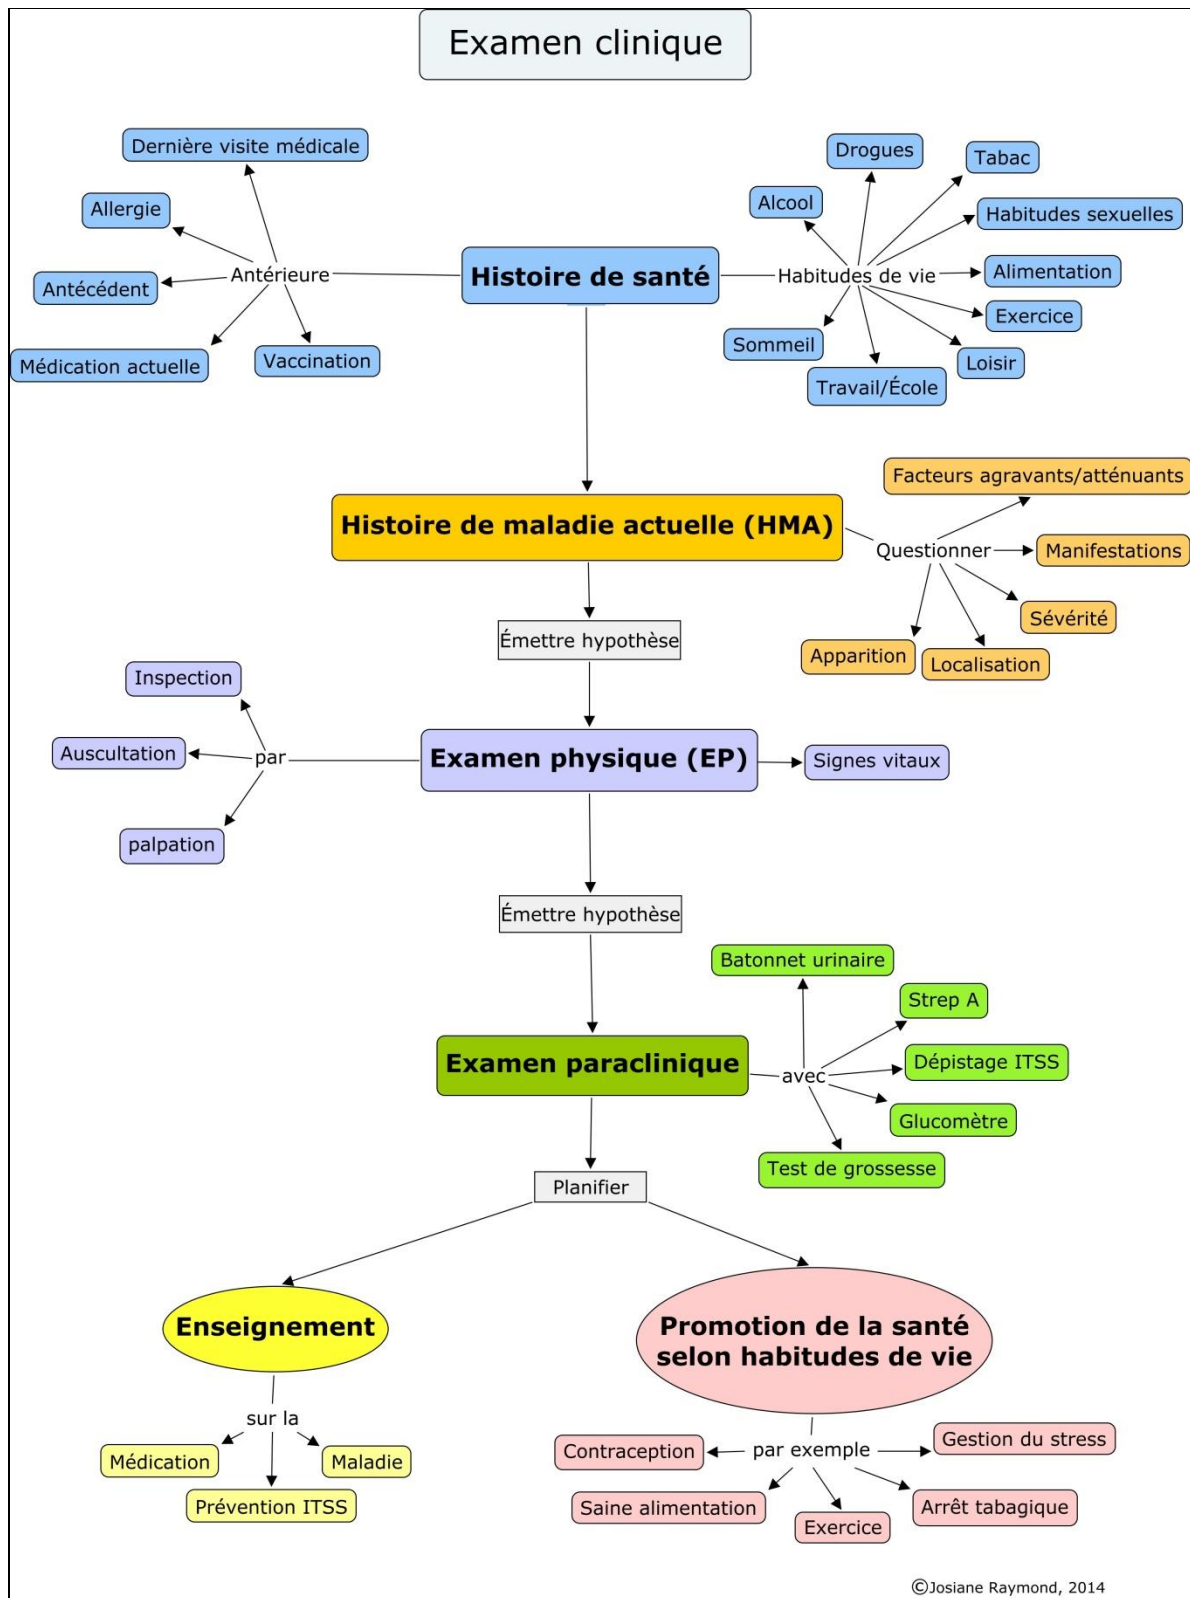 Examen clinique
Dernière visite médicale
Allergie
Antérieure
Antécédent
Médication actuelle
Vaccination
Histoire de santé
Drogues
Tabac
Alcool
Habitudes sexuelles
Habitudes de vie
Alimentation
Exercice
Sommeil
Loisir
Travail/École
Histoire de maladie actuelle (HMA)
Facteurs agravants/atténuants
Questionner
Manifestations
Sévérité
Apparition
Localisation
Émettre hypothèse
Inspection
Auscultation
par
palpation
Examen physique (EP)
Signes vitaux
Émettre hypothèse
Batonnet urinaire
Strep A
Examen paraclinique
avec
Dépistage ITSS
Glucomètre
Test de grossesse
Planifier
Enseignement
sur la
Médication
Maladie
Prévention ITSS
Promotion de la santé
selon habitudes de vie
par exemple
Contraception
Gestion du stress
Saine alimentation
Exercice
Arrêt tabagique
©Josiane Raymond, 2014